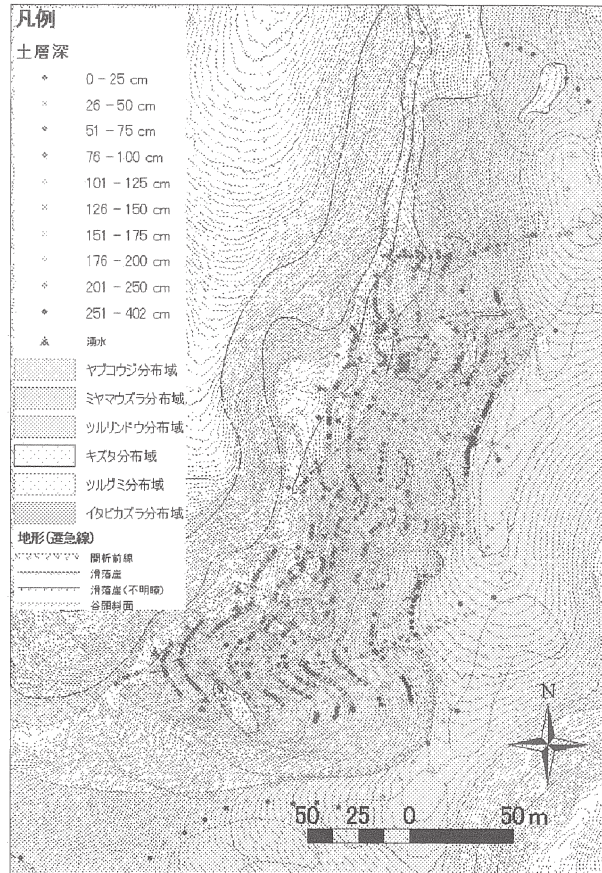 凡例
土層深
0 - 25 cm
26 - 50 cm
51 - 75 cm
76 - 100 cm
101 - 125 cm
126 - 150 cm
151 - 175 cm
176 - 200 cm
201 - 250 cm
251 - 402 cm
湧水
ヤブコウジ分布域
ミヤマウズラ分布域
ツルリンドウ分布域
キズタ分布域
ツルグミ分布域
イタビカズラ分布域
地形(遷急線)
開析前線
滑落崖
滑落崖(不明瞭)
谷頭斜面
N
50 25 0 50 m